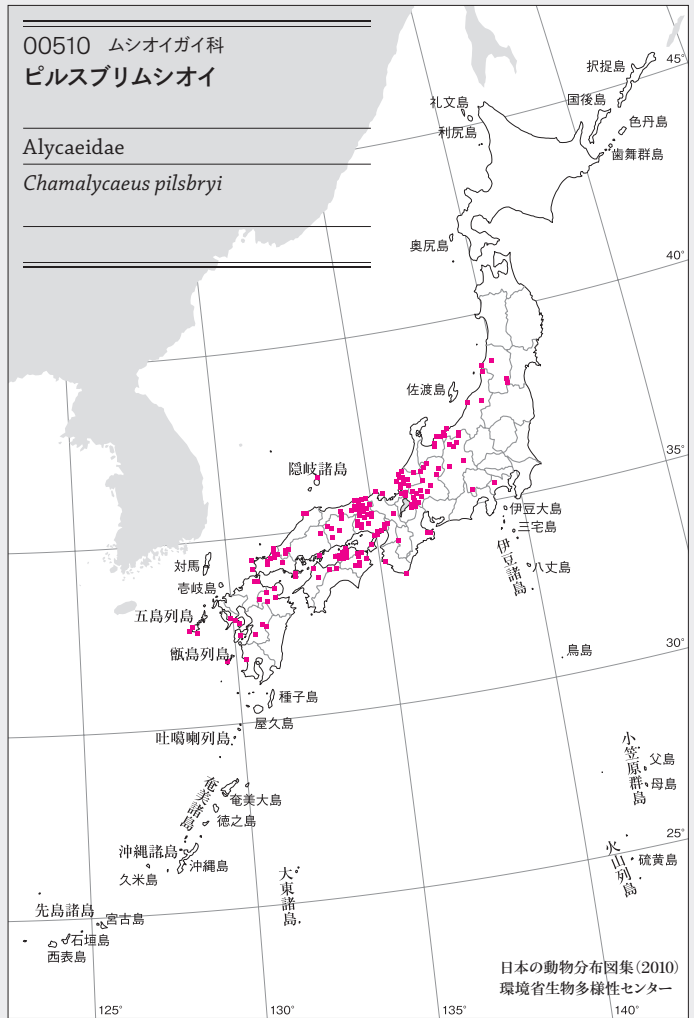 00510 ムシオイガイ科
ピルスブリムシオイ
Alycaeidae
Chamalycaeus pilsbryi
45°
択捉島
国後島
礼文島
色丹島
利尻島
歯舞群島
奥尻島
40°
佐渡島
35°
隠岐諸島
伊豆大島
三宅島
伊豆諸島
八丈島
対馬
壱岐島
五島列島
甑島列島
鳥島
30°
種子島
屋久島
吐噶喇列島
小笠原群島
父島
母島
奄美諸島
奄美大島
徳之島
25°
沖縄諸島
沖縄島
久米島
火山列島
硫黄島
大東諸島
先島諸島
宮古島
石垣島
西表島
日本の動物分布図集(2010)
環境省生物多様性センター
125°
130°
135°
140°